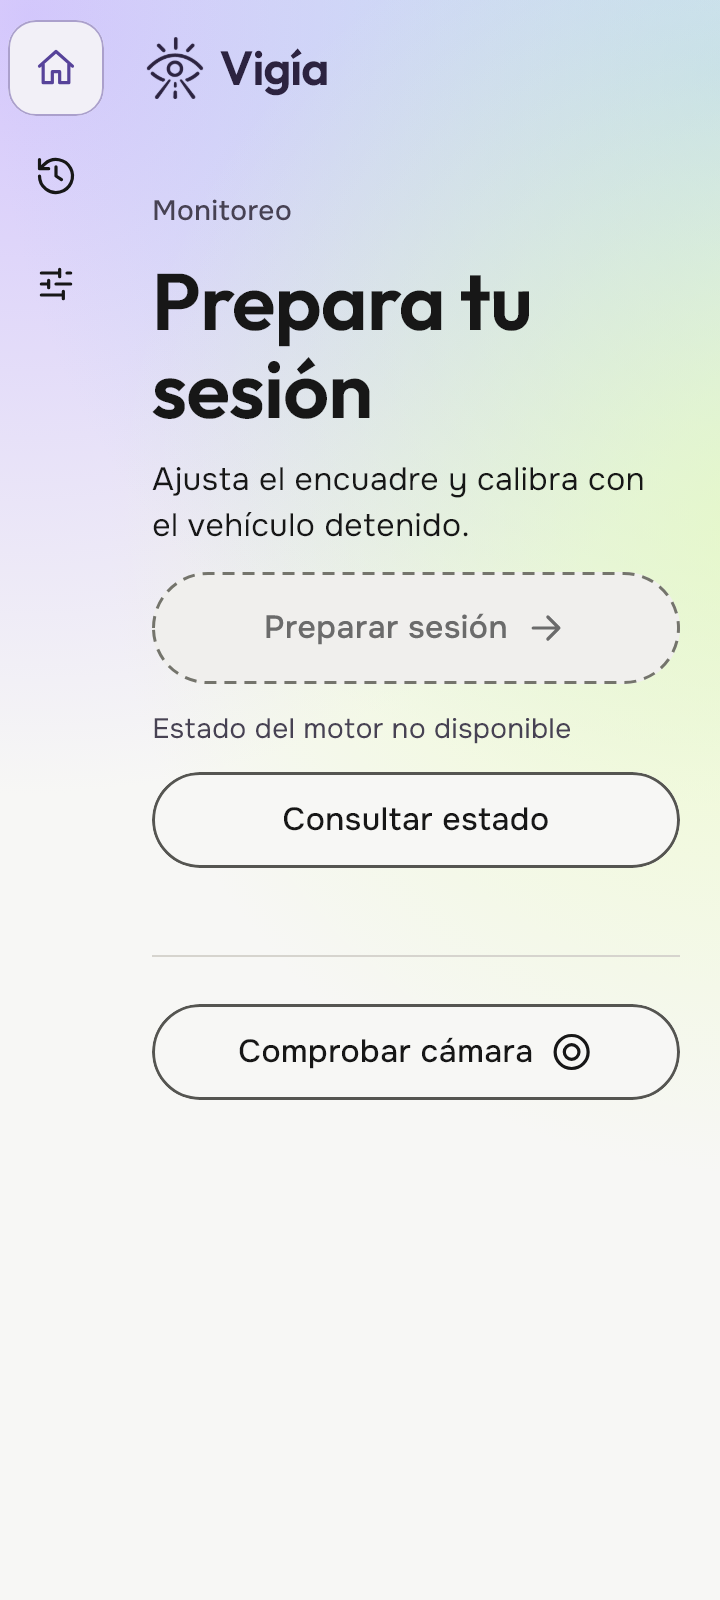 Vigía
Monitoreo
Prepara tu
sesión
Ajusta el encuadre y calibra con
el vehículo detenido.
Preparar sesión
Estado del motor no disponible
Consultar estado
Comprobar cámara